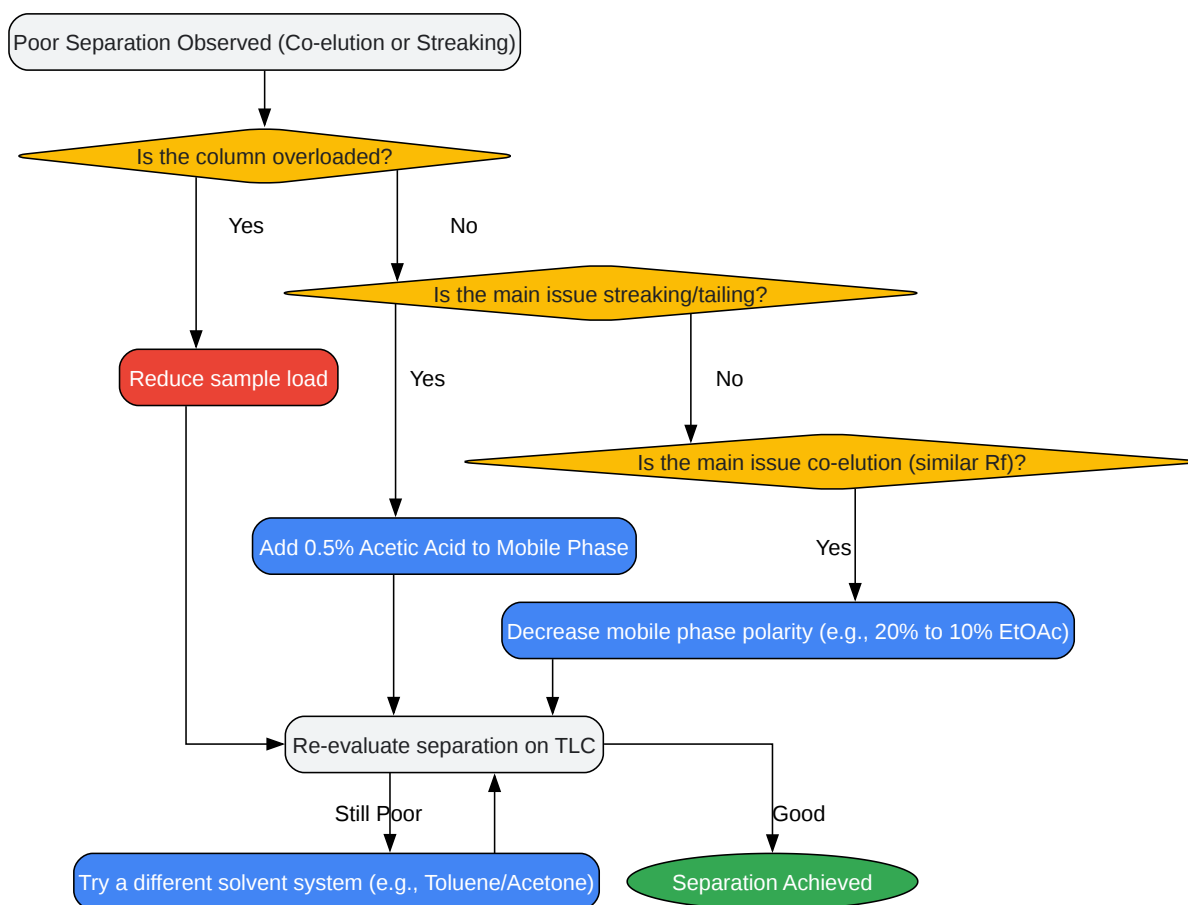 Poor Separation Observed (Co-elution or Streaking)
Is the column overloaded?
Yes
No
Is the main issue streaking/tailing?
Reduce sample load
Yes
No
Is the main issue co-elution (similar Rf)?
Add 0.5% Acetic Acid to Mobile Phase
Yes
Decrease mobile phase polarity (e.g., 20% to 10% EtOAc)
Re-evaluate separation on TLC
Still Poor
Good
Try a different solvent system (e.g., Toluene/Acetone)
Separation Achieved